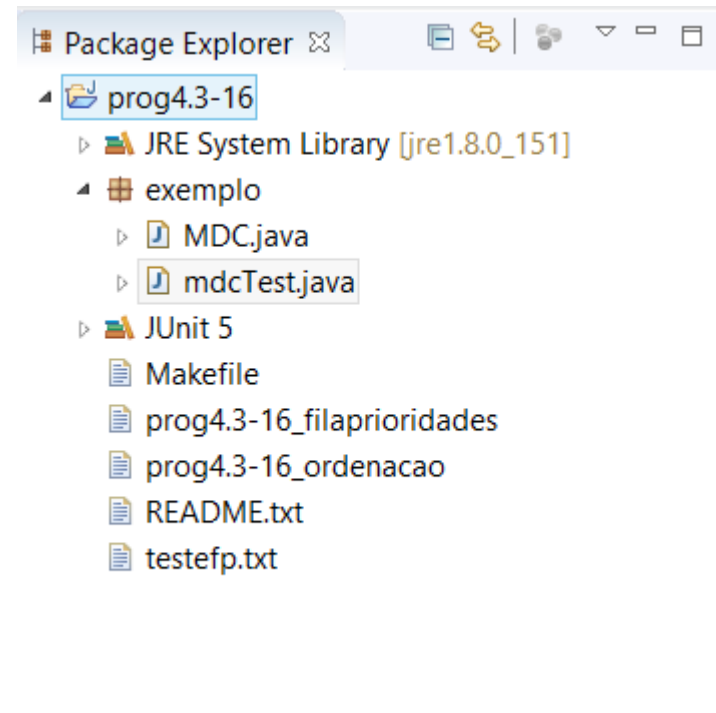 Package Explorer
prog4.3-16
JRE System Library [jre1.8.0_151]
exemplo
MDC.java
mdcTest.java
JUnit 5
Makefile
prog4.3-16_filaprioridades
prog4.3-16_ordenacao
README.txt
testefp.txt